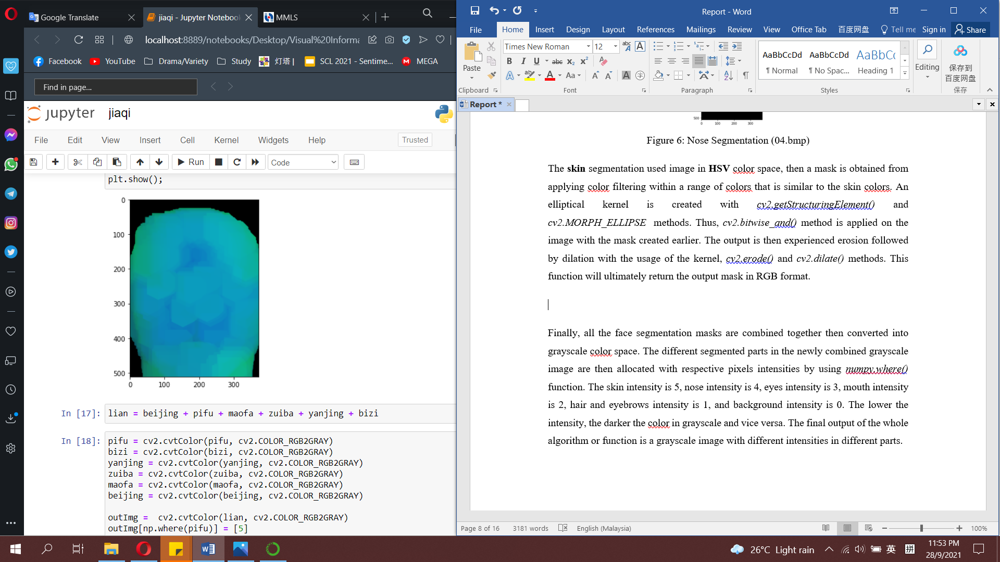 Google Translate
jiaqi - Jupyter Notebook
MMLS
localhost:8889/notebooks/Desktop/Visual%20Informa
Facebook
YouTube
Drama/Variety
Study
灯塔 |
SCL 2021 - Sentime...
MEGA
Find in page...
jupyter
jiaqi
File
Edit
View
Insert
Cell
Kernel
Widgets
Help
Trusted
Run
Code
plt.show();
0
100
200
300
400
500
0 100 200 300
In [17]:
lian = beijing + pifu + maofa + zuiba + yanjing + bizi
In [18]:
pifu = cv2.cvtColor(pifu, cv2.COLOR_RGB2GRAY)
bizi = cv2.cvtColor(bizi, cv2.COLOR_RGB2GRAY)
yanjing = cv2.cvtColor(yanjing, cv2.COLOR_RGB2GRAY)
zuiba = cv2.cvtColor(zuiba, cv2.COLOR_RGB2GRAY)
maofa = cv2.cvtColor(maofa, cv2.COLOR_RGB2GRAY)
beijing = cv2.cvtColor(beijing, cv2.COLOR_RGB2GRAY)
outImg =  cv2.cvtColor(lian, cv2.COLOR_RGB2GRAY)
outImg[np.where(pifu)] = [5]
Report - Word
File
Home
Insert
Design
Layout
References
Mailings
Review
View
Office Tab
百度网盘
Tell me
Sign in
Share
Paste
Clipboard
Times New Roman
12
Font
Paragraph
AaBbCcDd
AaBbCcDd
AaBbCc
¶ Normal
¶ No Spac...
Heading 1
Styles
Editing
保存到
百度网盘
保存
Report *
500
0 100 200 300
Figure 6: Nose Segmentation (04.bmp)
The skin segmentation used image in HSV color space, then a mask is obtained from
applying color filtering within a range of colors that is similar to the skin colors. An
elliptical kernel is created with cv2.getStructuringElement() and
cv2.MORPH_ELLIPSE methods. Thus, cv2.bitwise_and() method is applied on the
image with the mask created earlier. The output is then experienced erosion followed
by dilation with the usage of the kernel, cv2.erode() and cv2.dilate() methods. This
function will ultimately return the output mask in RGB format.
Finally, all the face segmentation masks are combined together then converted into
grayscale color space. The different segmented parts in the newly combined grayscale
image are then allocated with respective pixels intensities by using numpy.where()
function. The skin intensity is 5, nose intensity is 4, eyes intensity is 3, mouth intensity
is 2, hair and eyebrows intensity is 1, and background intensity is 0. The lower the
intensity, the darker the color in grayscale and vice versa. The final output of the whole
algorithm or function is a grayscale image with different intensities in different parts.
Page 8 of 16
3181 words
English (Malaysia)
100%
26°C Light rain
英
拼
11:53 PM
28/9/2021